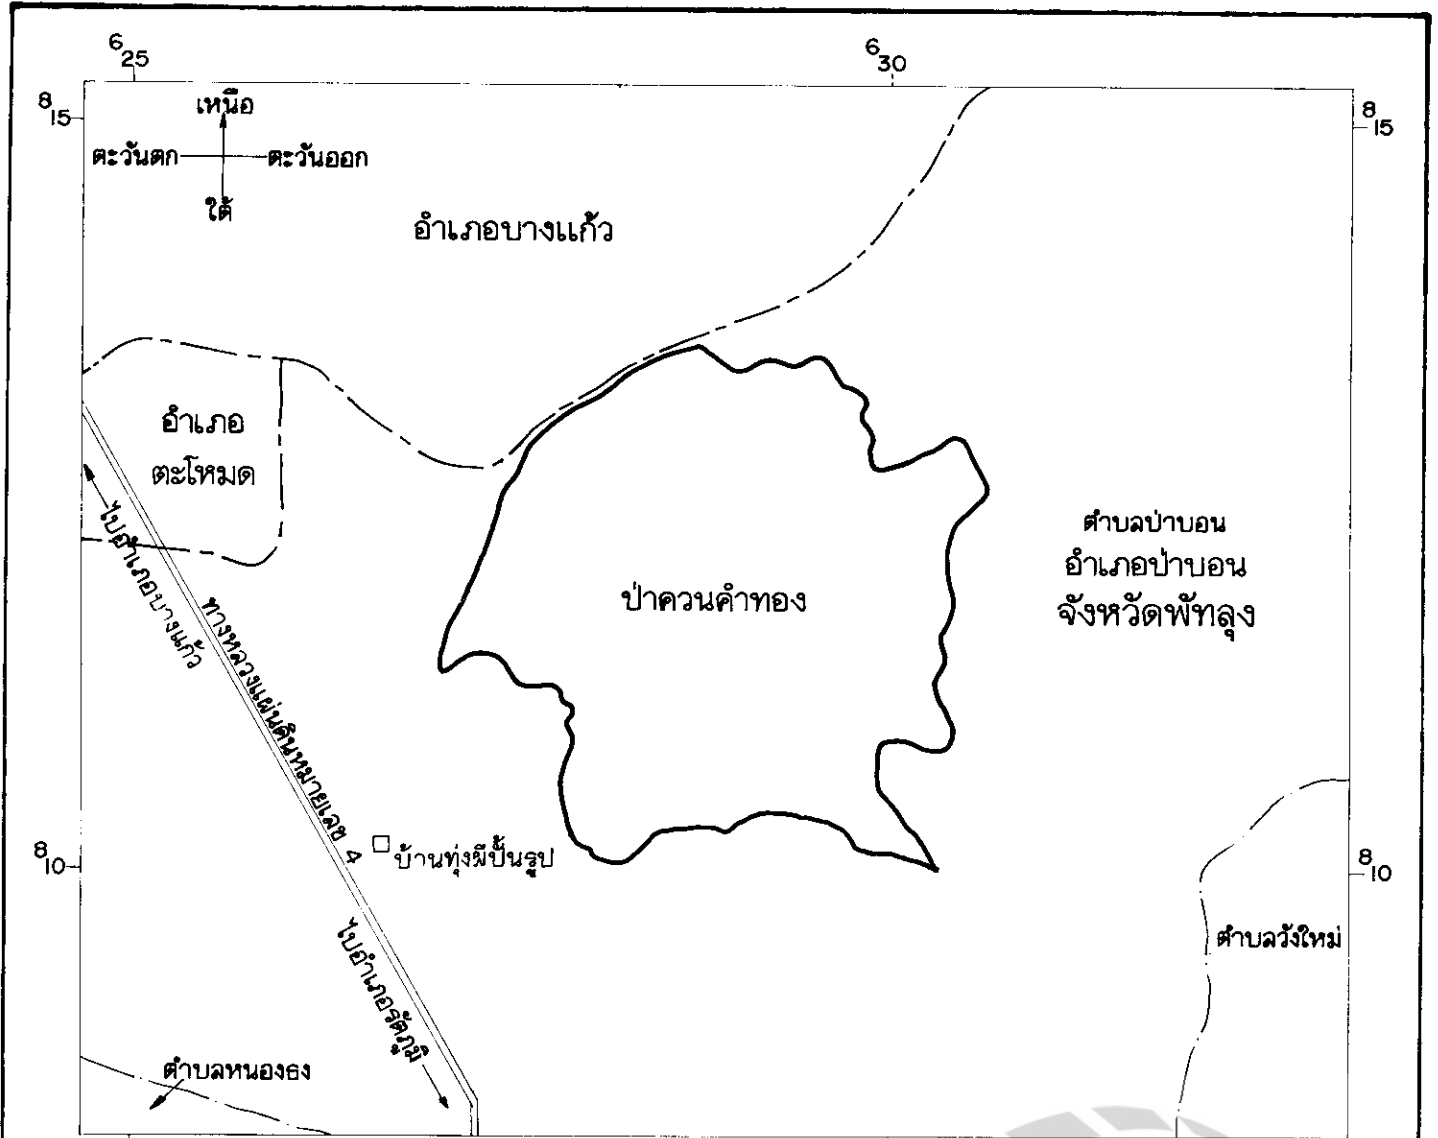 6 25
6 30
8 15
8 15
เหนือ
ตะวันตก ตะวันออก
ใต้
อำเภอบางแก้ว
อำเภอ
ตะโหมด
ไปอำเภอบางแก้ว
ทางหลวงแผ่นดินหมายเลข 4
ป่าควนคำทอง
ตำบลป่าบอน
อำเภอป่าบอน
จังหวัดพัทลุง
8 10
บ้านทุ่งผีปั้นรูป
8 10
ไปอำเภอรัตภูมิ
ตำบลวังใหม่
ตำบลหนองธง